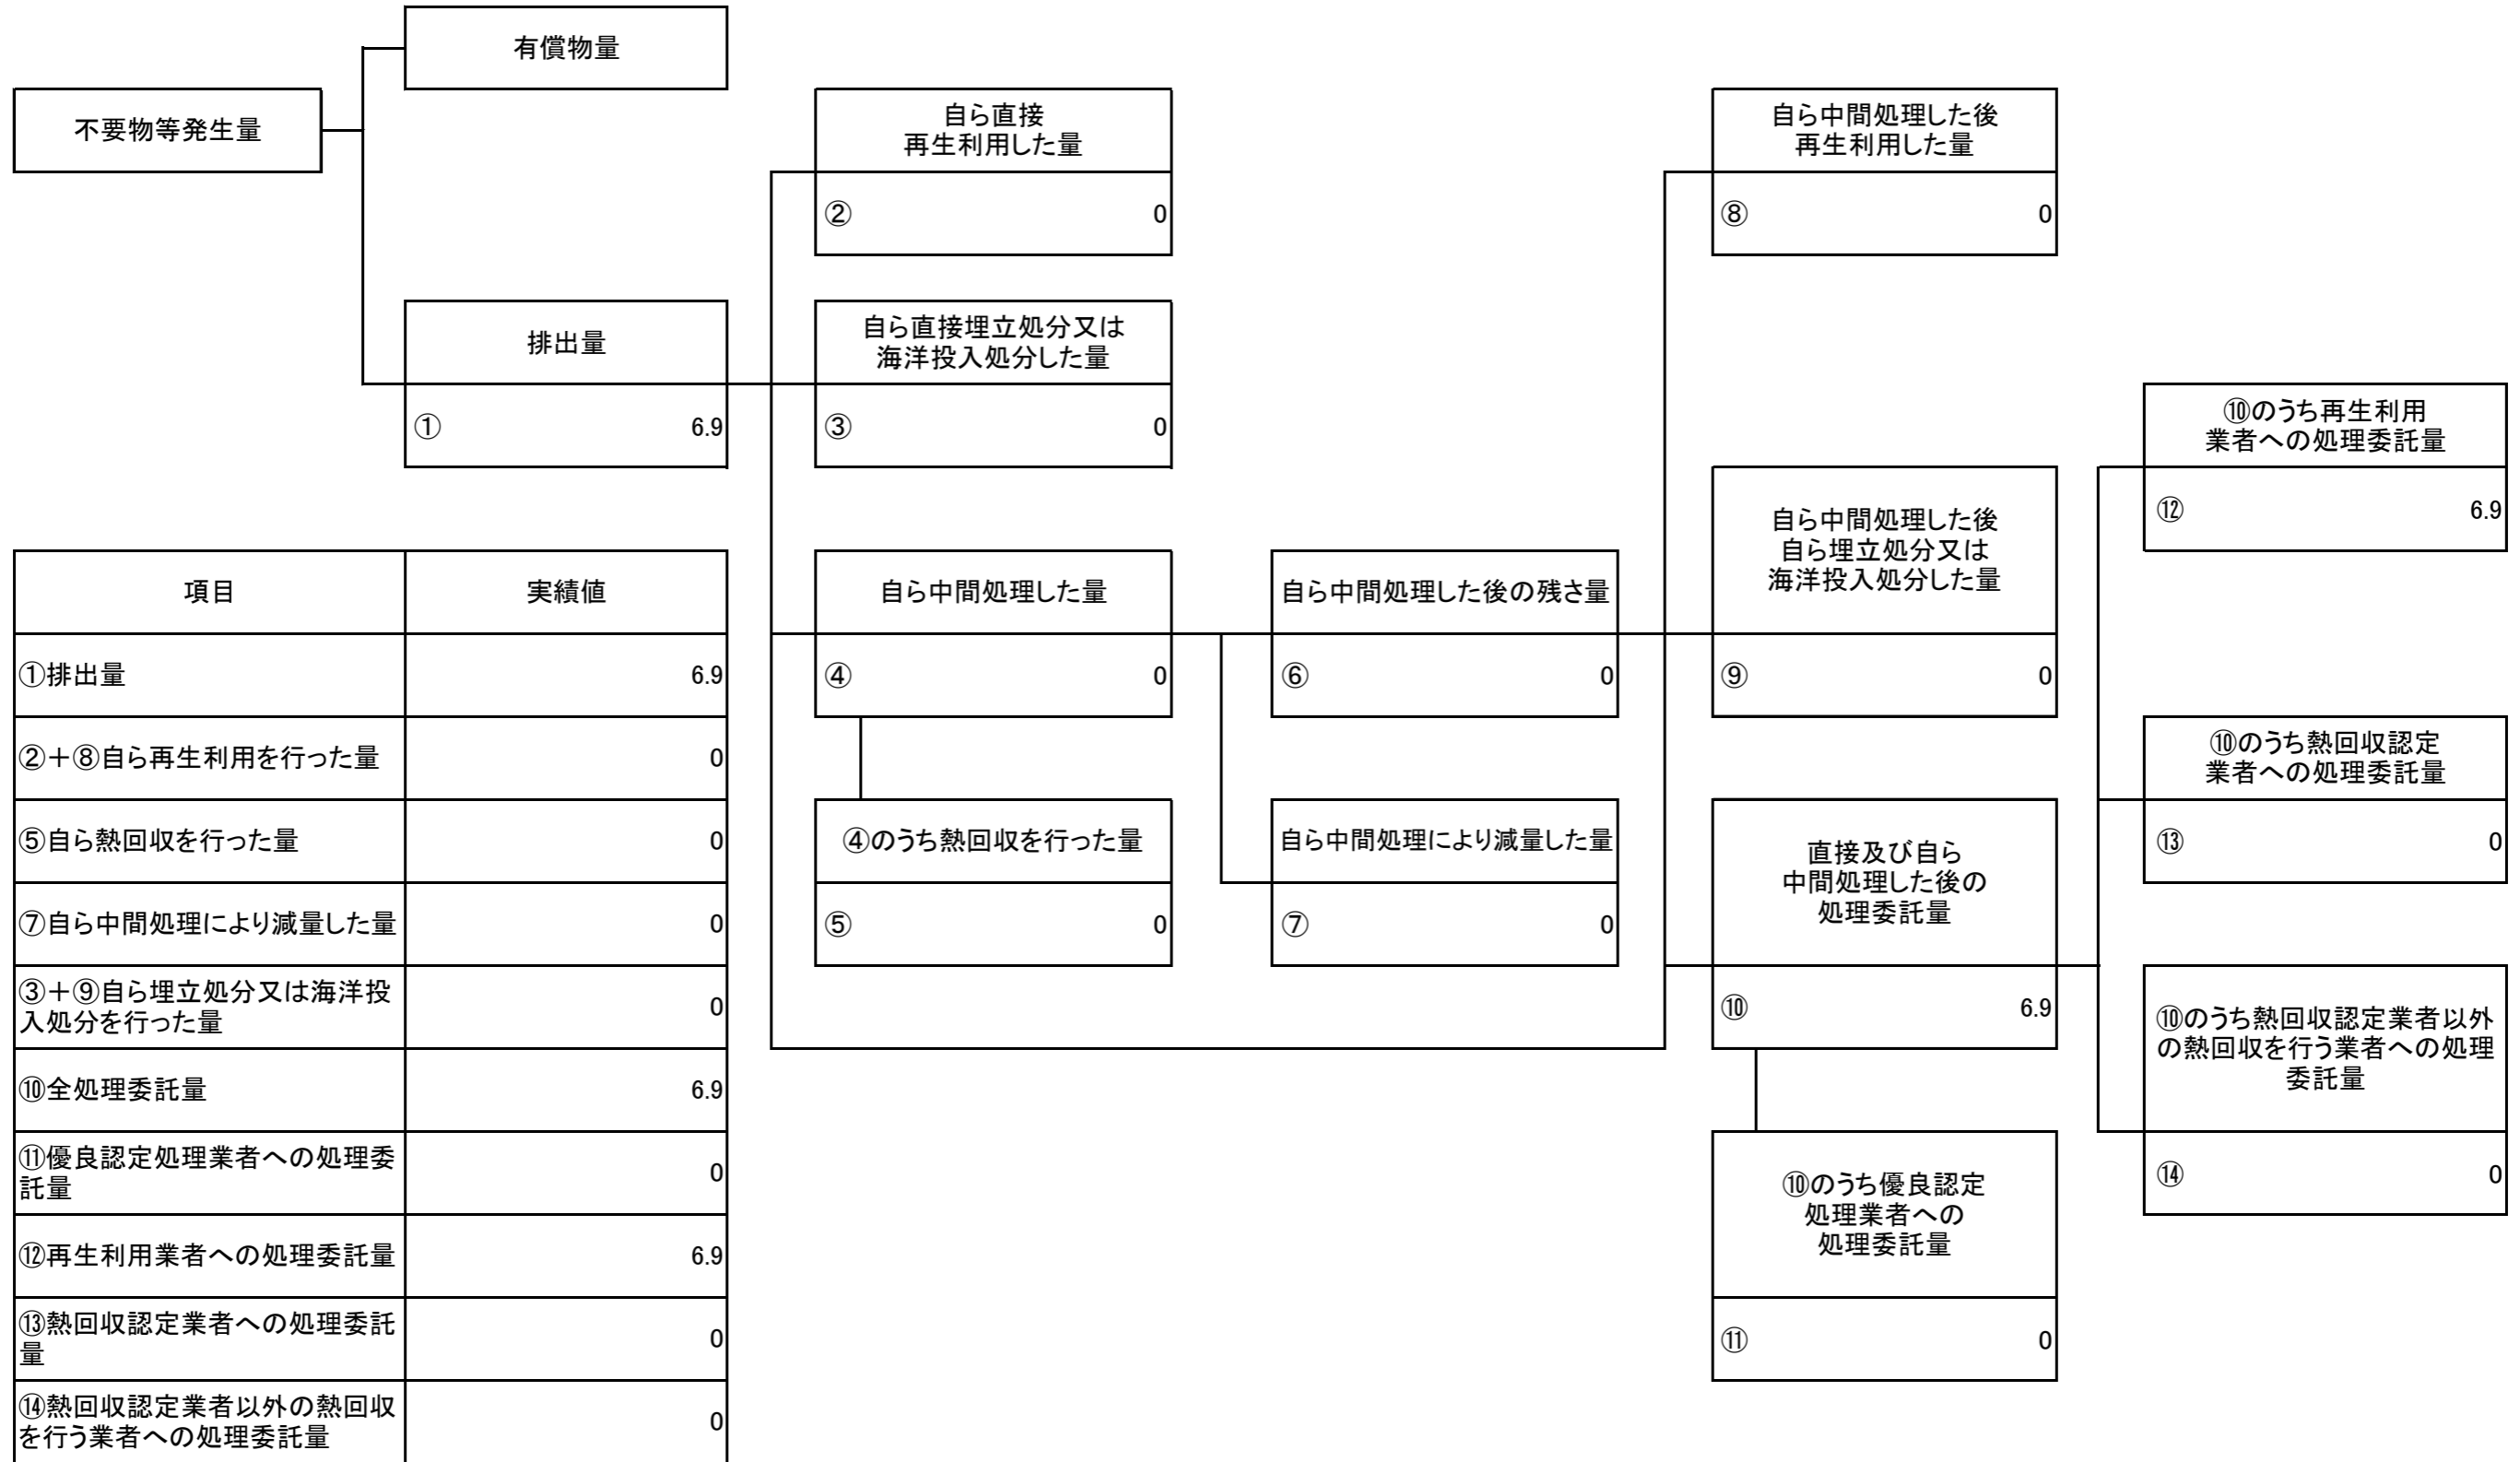 有償物量
不要物等発生量
自ら直接
再生利用した量
② 0
自ら中間処理した後
再生利用した量
⑧ 0
排出量
① 6.9
自ら直接埋立処分又は
海洋投入処分した量
③ 0
⑩のうち再生利用
業者への処理委託量
⑫ 6.9
自ら中間処理した量
④ 0
自ら中間処理した後の残さ量
⑥ 0
自ら中間処理した後
自ら埋立処分又は
海洋投入処分した量
⑨ 0
④のうち熱回収を行った量
⑤ 0
自ら中間処理により減量した量
⑦ 0
直接及び自ら
中間処理した後の
処理委託量
⑩ 6.9
⑩のうち熱回収認定
業者への処理委託量
⑬ 0
⑩のうち熱回収認定業者以外
の熱回収を行う業者への処理
委託量
⑭ 0
⑩のうち優良認定
処理業者への
処理委託量
⑪ 0
項目 実績値
①排出量 6.9
②＋⑧自ら再生利用を行った量 0
⑤自ら熱回収を行った量 0
⑦自ら中間処理により減量した量 0
③＋⑨自ら埋立処分又は海洋投
入処分を行った量 0
⑩全処理委託量 6.9
⑪優良認定処理業者への処理委
託量 0
⑫再生利用業者への処理委託量 6.9
⑬熱回収認定業者への処理委託
量 0
⑭熱回収認定業者以外の熱回収
を行う業者への処理委託量 0